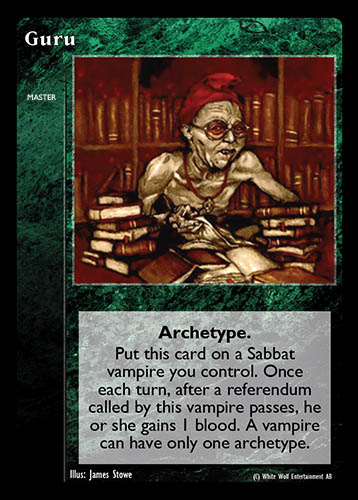 Guru
MASTER
Archetype.
Put this card on a Sabbat
vampire you control. Once
each turn, after a referendum
called by this vampire passes, he
or she gains 1 blood. A vampire
can have only one archetype.
Illus: James Stowe
(C) White Wolf Entertainment AB